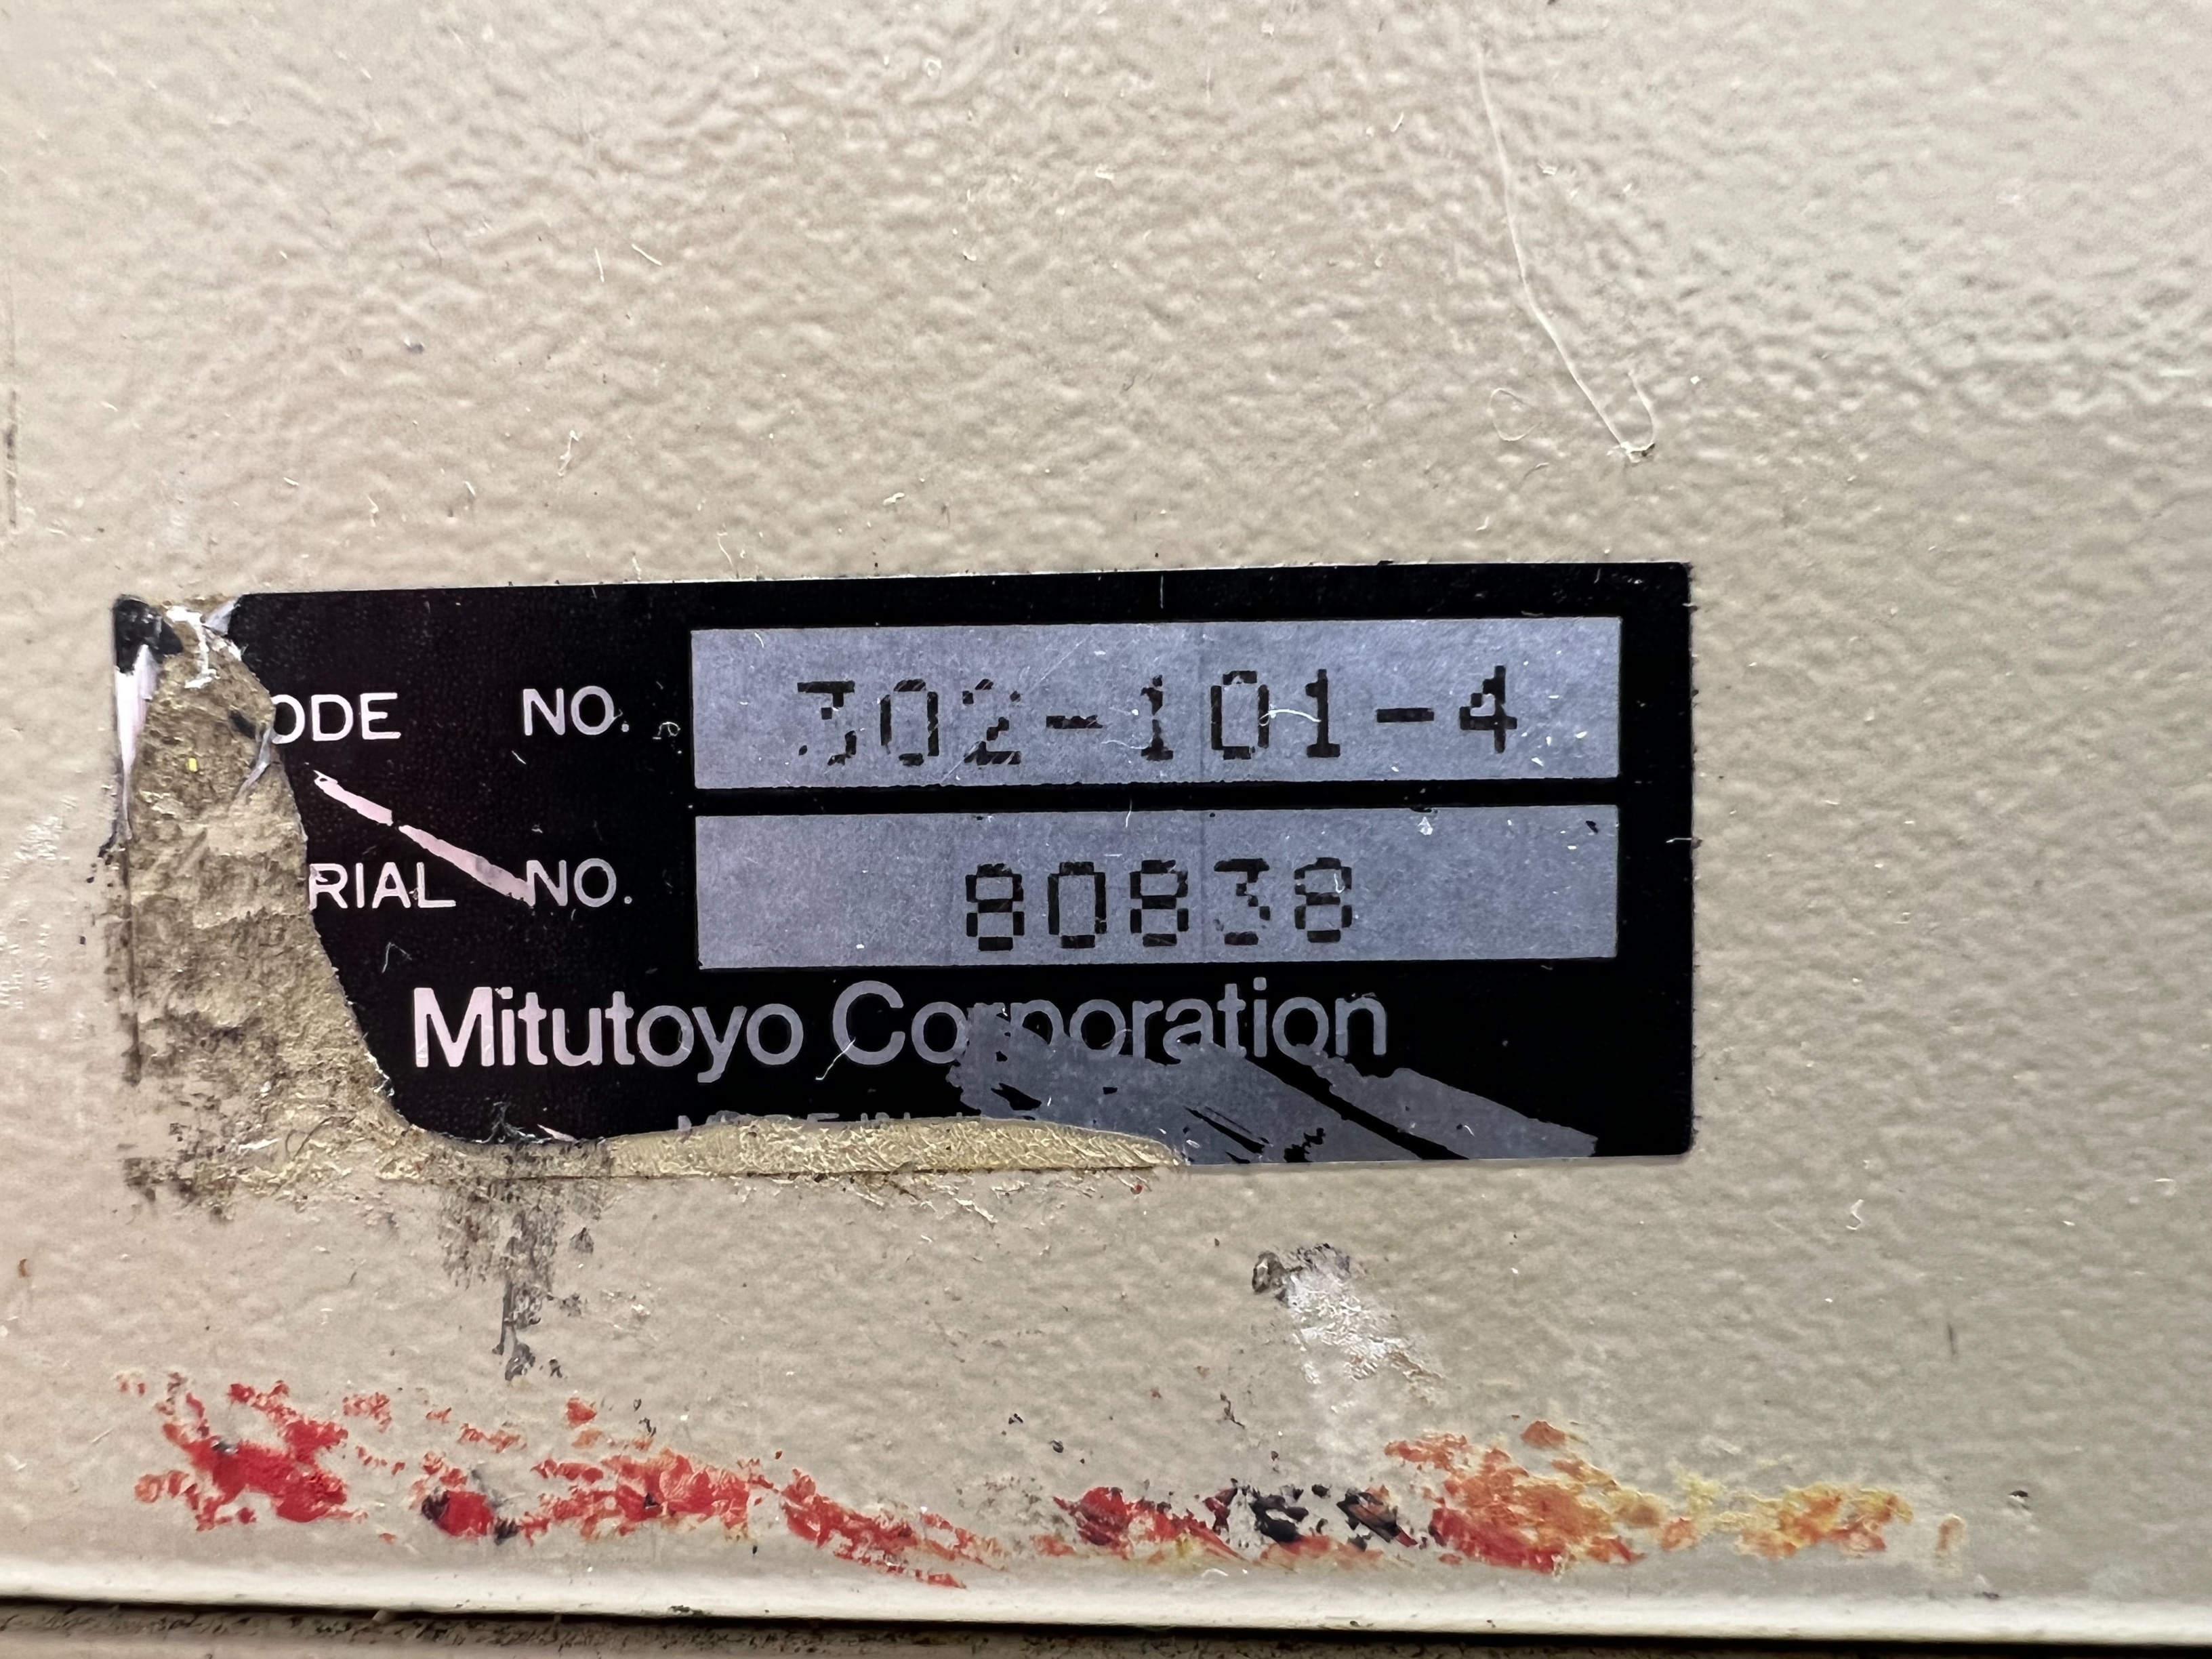 ODE NO. 302-101-4
RIAL NO. 80838
Mitutoyo Corporation